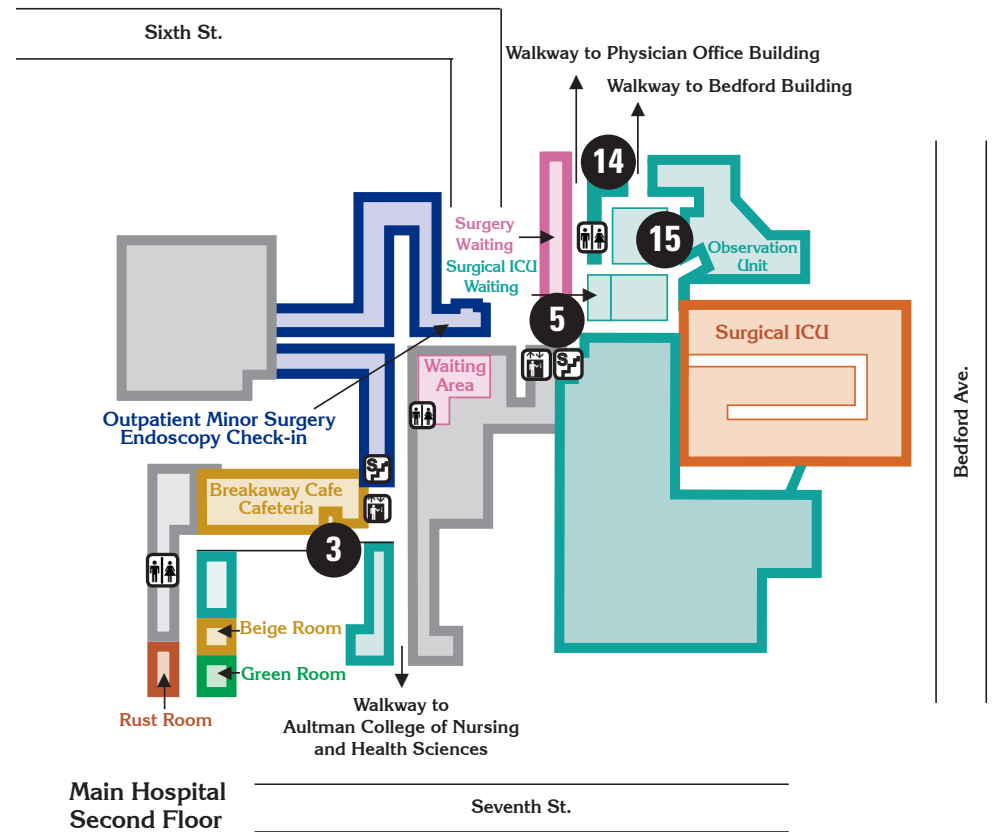 Sixth St.
Walkway to Physician Office Building
Walkway to Bedford Building
14
Surgery
Waiting
15
Observation
Unit
Surgical ICU
Waiting
5
Surgical ICU
Waiting
Area
S
S
Outpatient Minor Surgery
Endoscopy Check-in
Bedford Ave.
Breakaway Cafe
Cafeteria
3
Beige Room
Green Room
Rust Room
Walkway to
Aultman College of Nursing
and Health Sciences
Main Hospital
Second Floor
Seventh St.